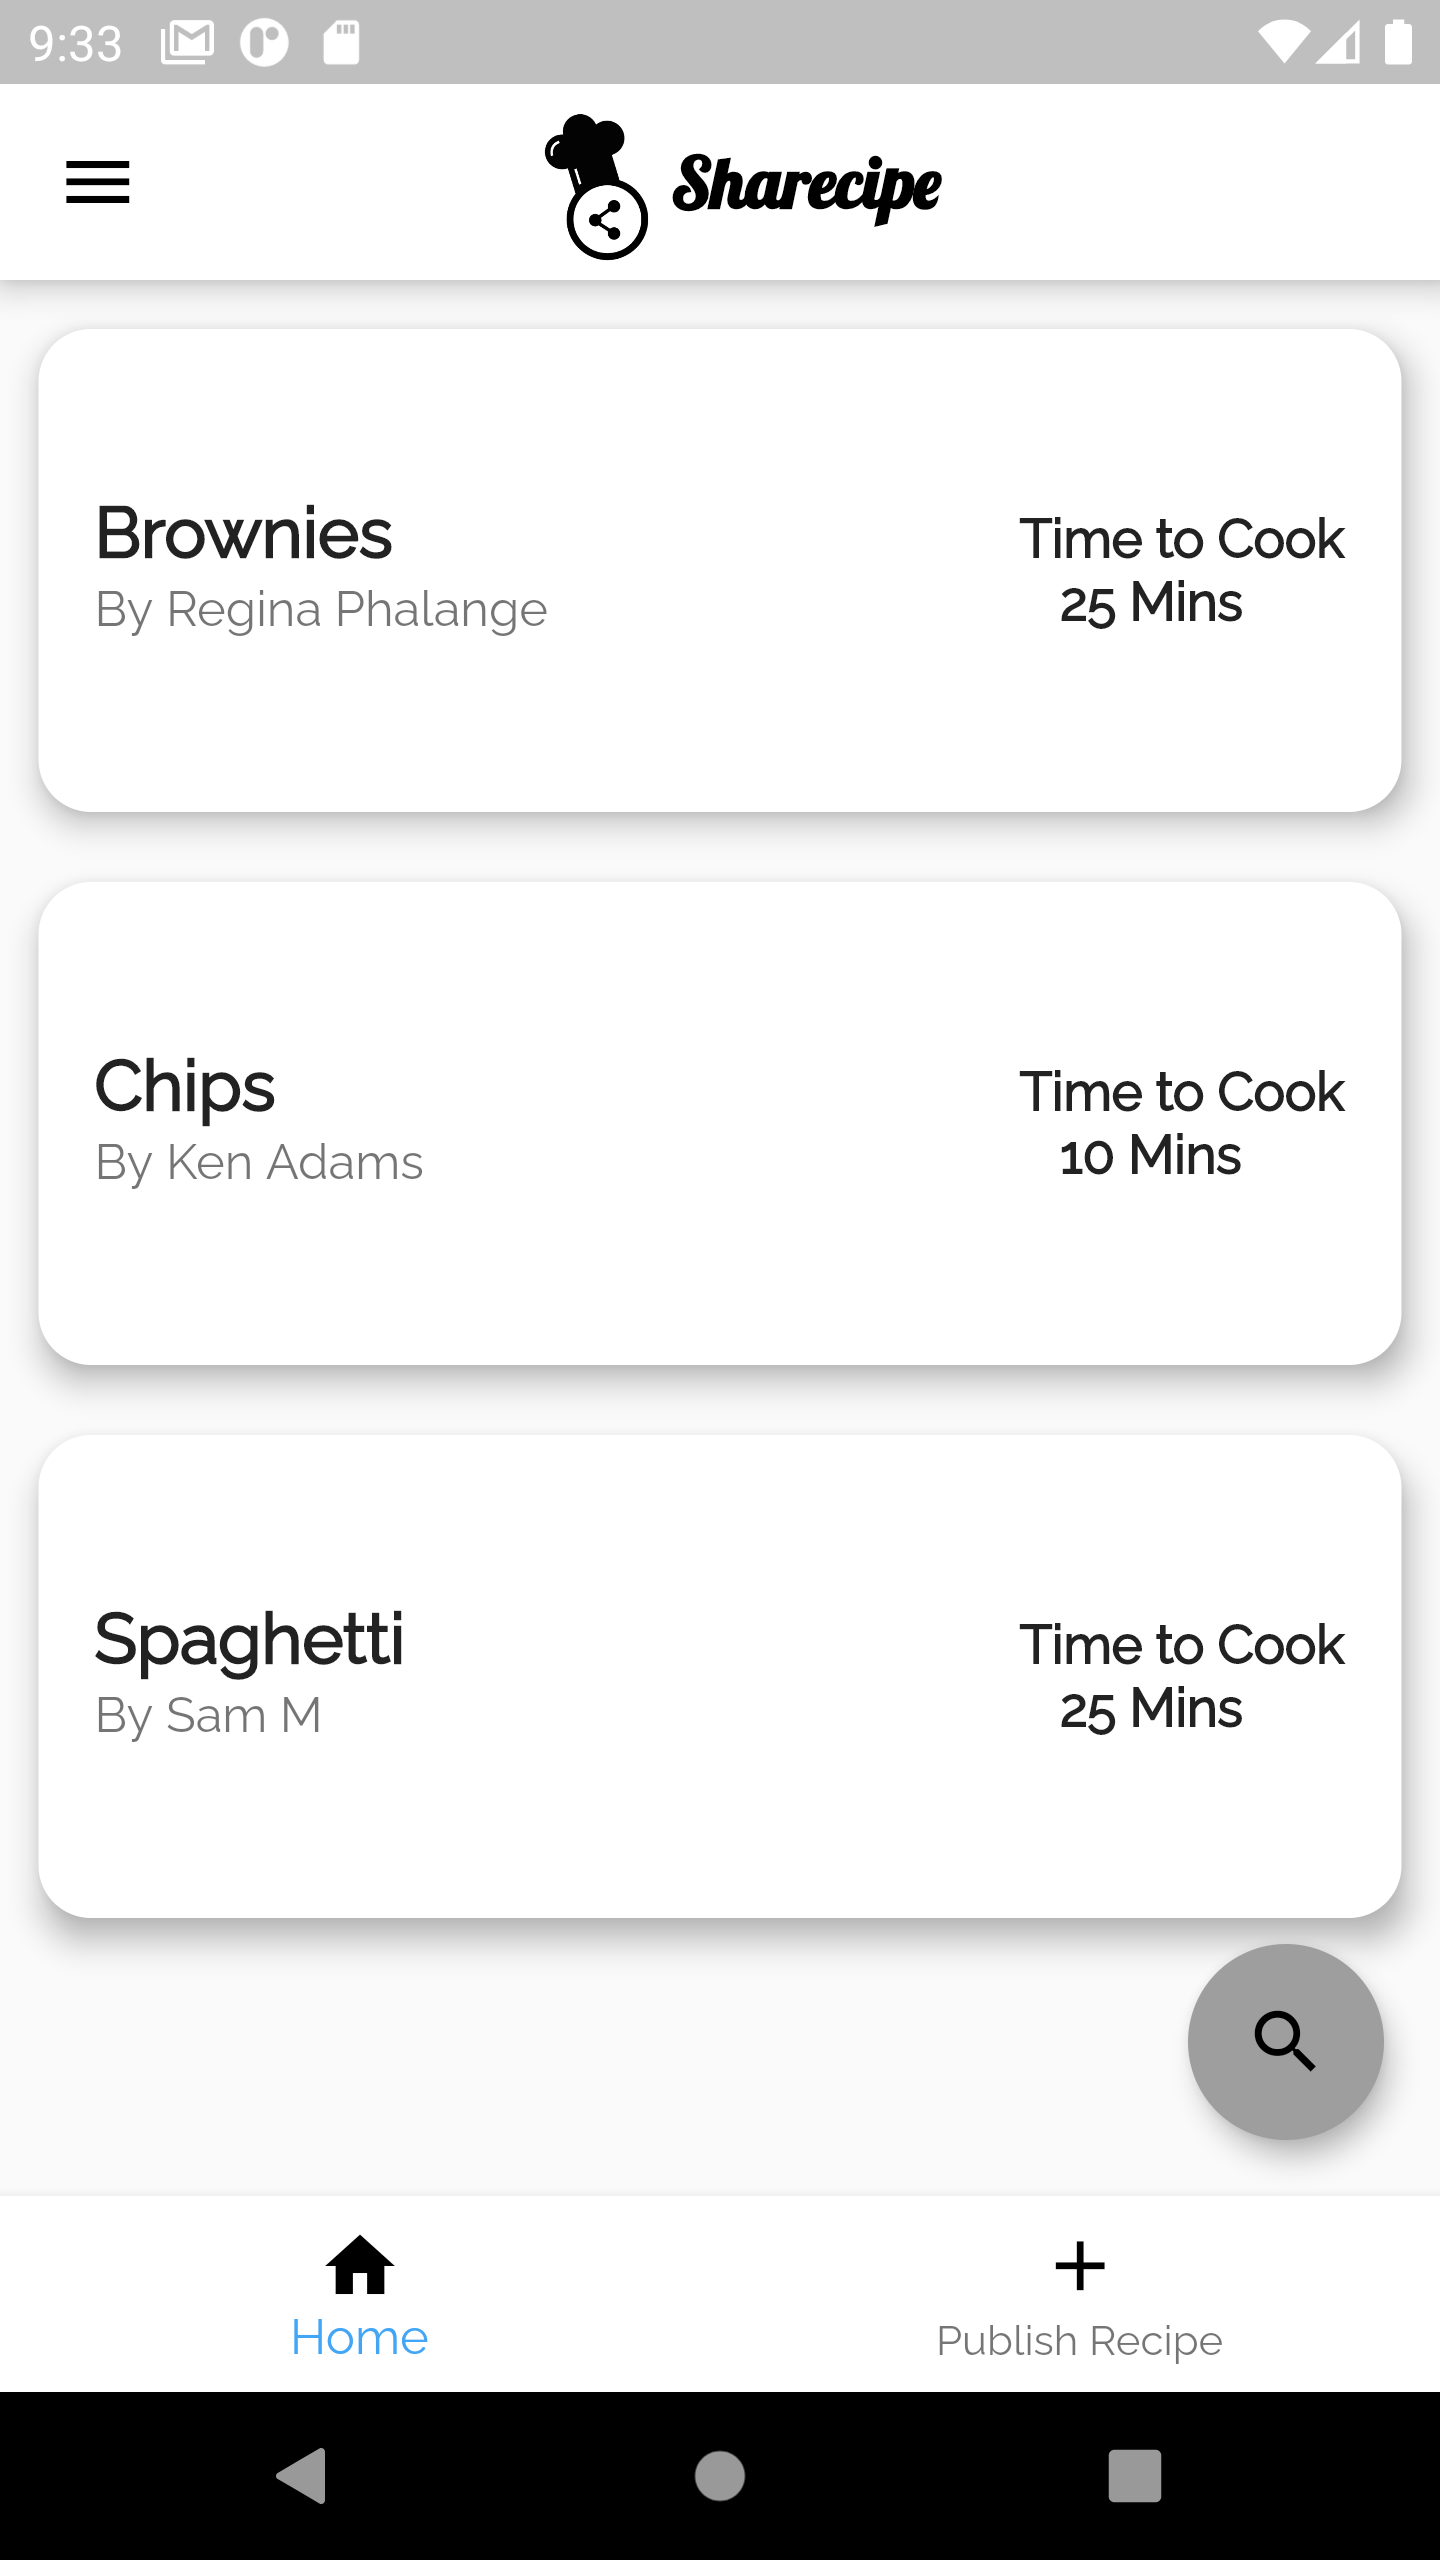 9:33
Sharecipe
Brownies
By Regina Phalange
Time to Cook
25 Mins
Chips
By Ken Adams
Time to Cook
10 Mins
Spaghetti
By Sam M
Time to Cook
25 Mins
Home
Publish Recipe